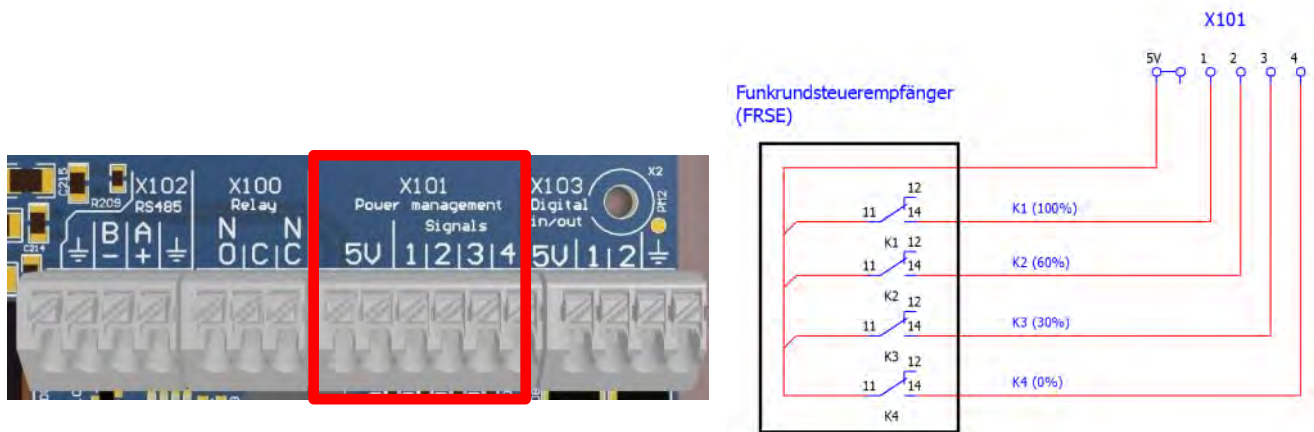 X102
RS485
B
-
A
+
X100
Relay
N
O
C
N
C
X101
Power management
Signals
5V 1 2 3 4
X103
Digital
in/out
5V 1 2
X2
PM2
C215
R209
C214
X101
5V 1 2 3 4
Funkrundsteuerempfänger
(FRSE)
12
11 14
K1
K1 (100%)
12
11 14
K2
K2 (60%)
12
11 14
K3
K3 (30%)
12
11 14
K4
K4 (0%)